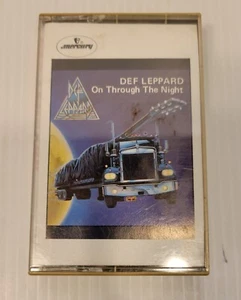 mercury
DEF LEPPARD
On Through The Night